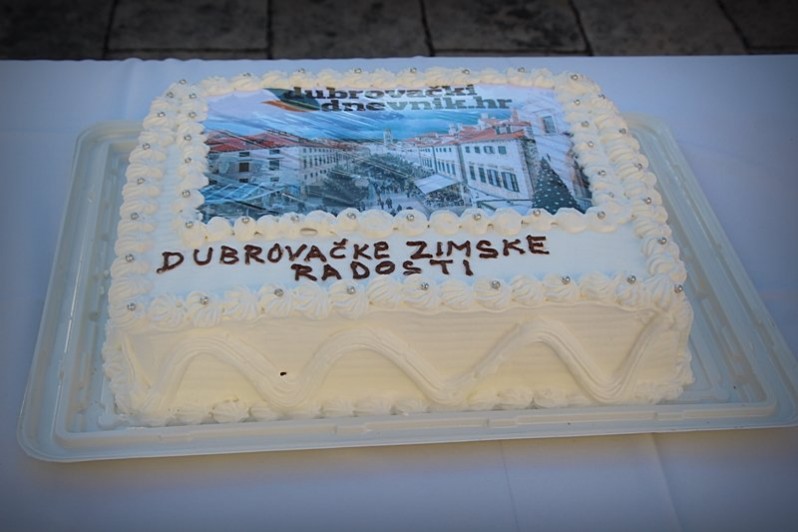 dubrovački
dnevnik.hr
DUBROVAČKE ZIMSKE
RADOSTI